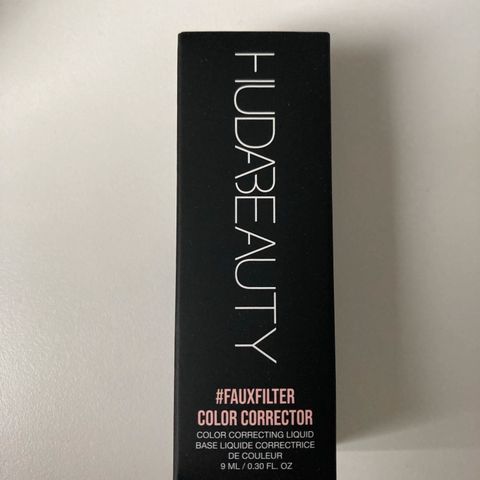 HUDABEAUTY
#FAUXFILTER
COLOR CORRECTOR
COLOR CORRECTING LIQUID
BASE LIQUIDE CORRECTRICE
DE COULEUR
9 ML / 0.30 FL. OZ